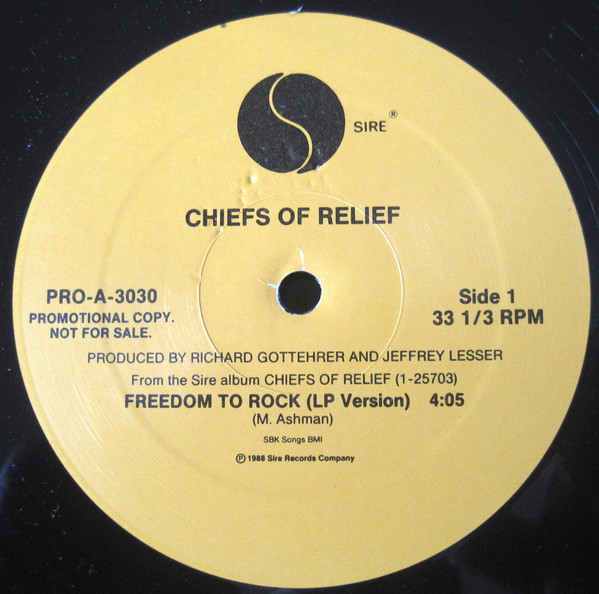 SIRE ®
CHIEFS OF RELIEF
PRO-A-3030
PROMOTIONAL COPY.
NOT FOR SALE.
Side 1
33 1/3 RPM
PRODUCED BY RICHARD GOTTEHRER AND JEFFREY LESSER
From the Sire album CHIEFS OF RELIEF (1-25703)
FREEDOM TO ROCK (LP Version) 4:05
(M. Ashman)
SBK Songs BMI
℗ 1988 Sire Records Company